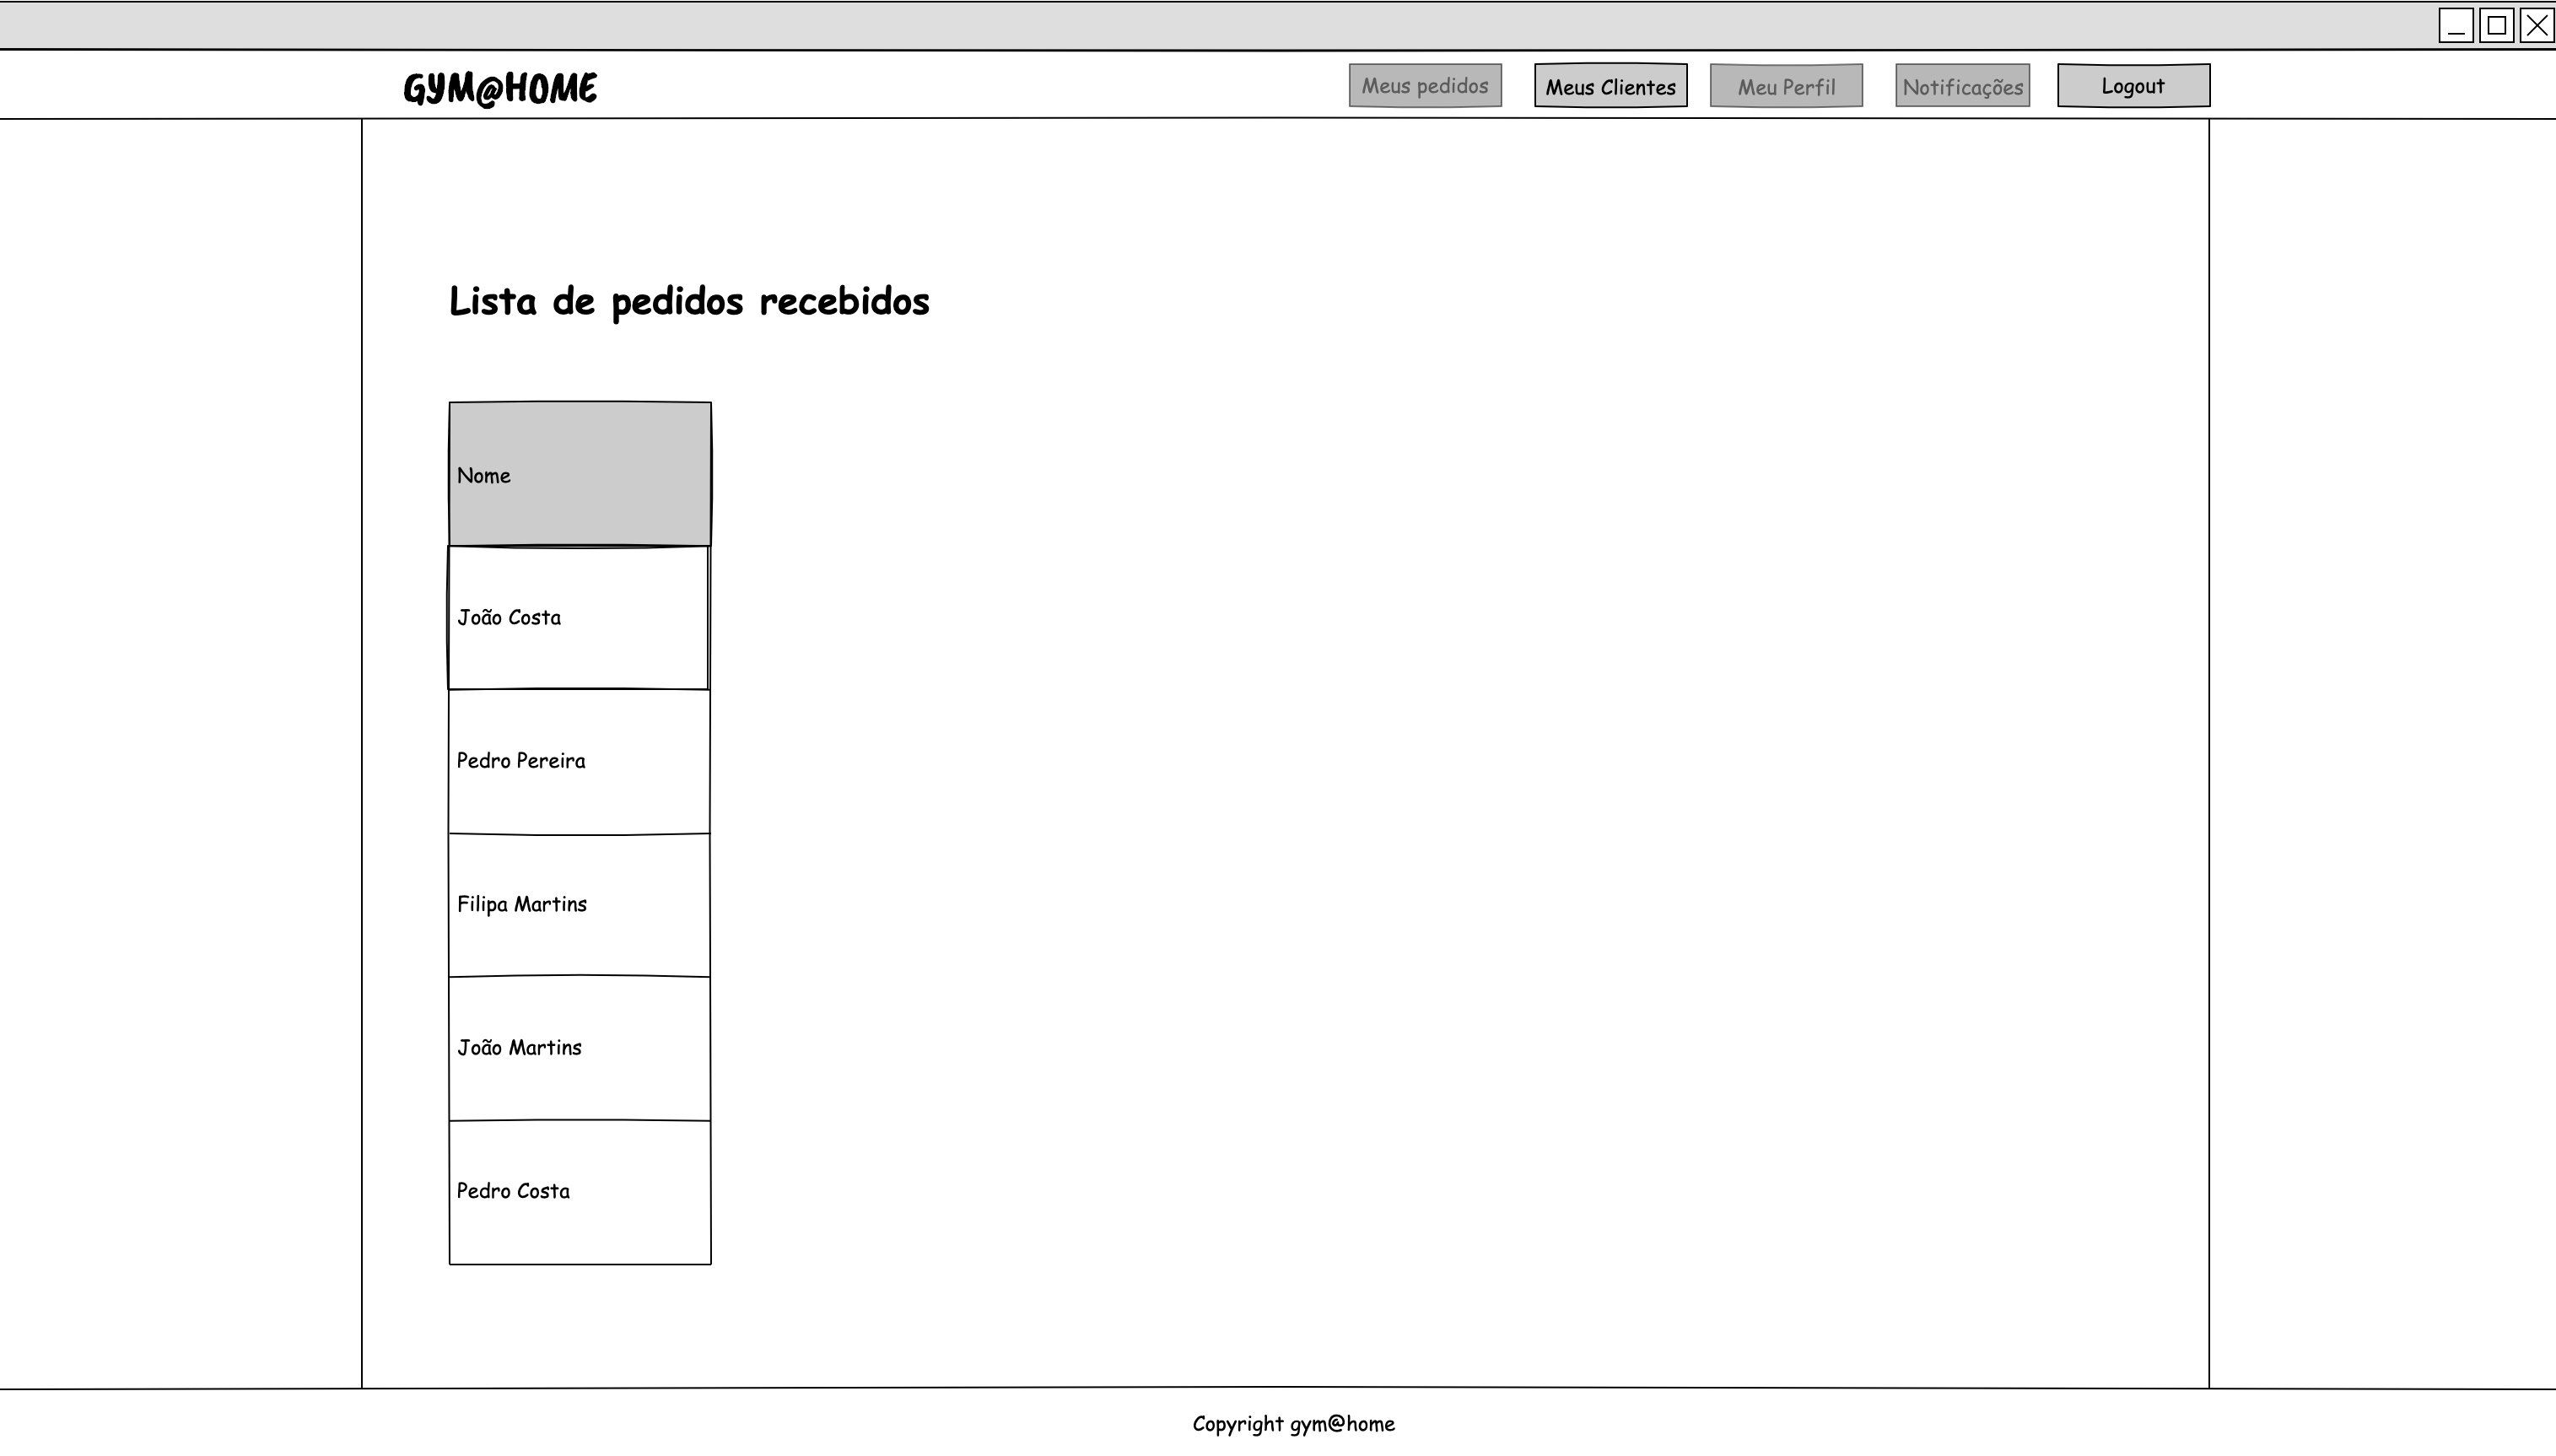 GYM@HOME
Meus pedidos
Meus Clientes
Meu Perfil
Notificações
Logout
Lista de pedidos recebidos
Nome
João Costa
Pedro Pereira
Filipa Martins
João Martins
Pedro Costa
Copyright gym@home